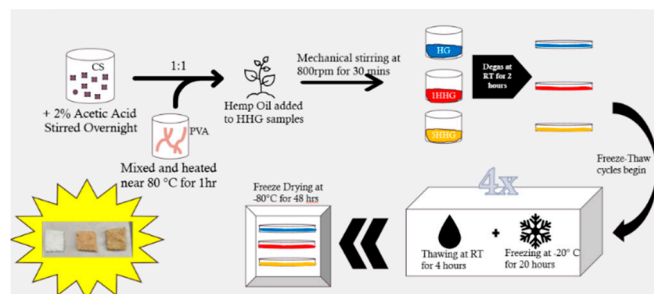 CS
+ 2% Acetic Acid
Stirred Overnight
1:1
PVA
Mixed and heated
near 80 °C for 1hr
Hemp Oil added
to HHG samples
Mechanical stirring at
800rpm for 30 mins
HG
1HHG
5HHG
Degas at
RT for 2
hours
Freeze-Thaw
cycles begin
4x
Thawing at RT
for 4 hours
+
Freezing at -20° C
for 20 hours
Freeze Drying at
-80°C for 48 hrs